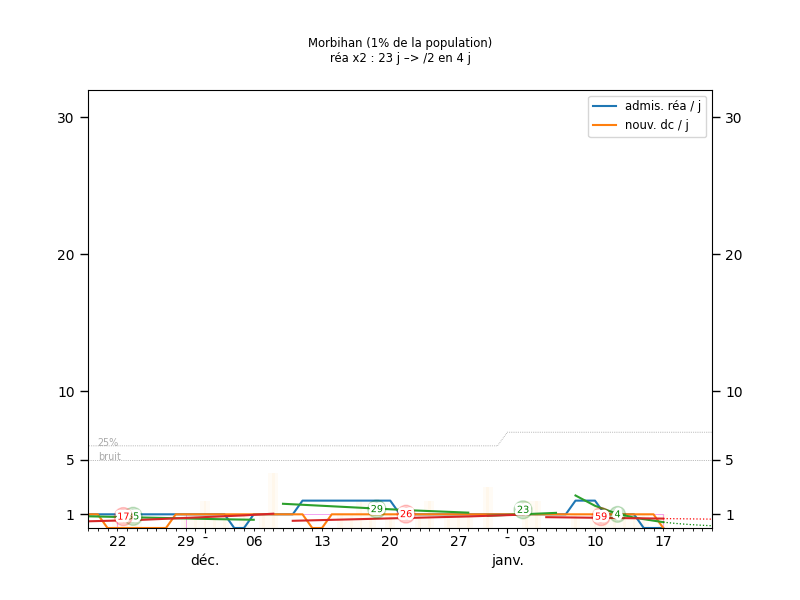 Morbihan (1% de la population)
réa x2 : 23 j –> /2 en 4 j
admis. réa / j
nouv. dc / j
30 30
20 20
10 10
5 5
1 1
25%
bruit
17 29 26 23 59 4
22 29 - 06 13 20 27 - 03 10 17
déc. janv.